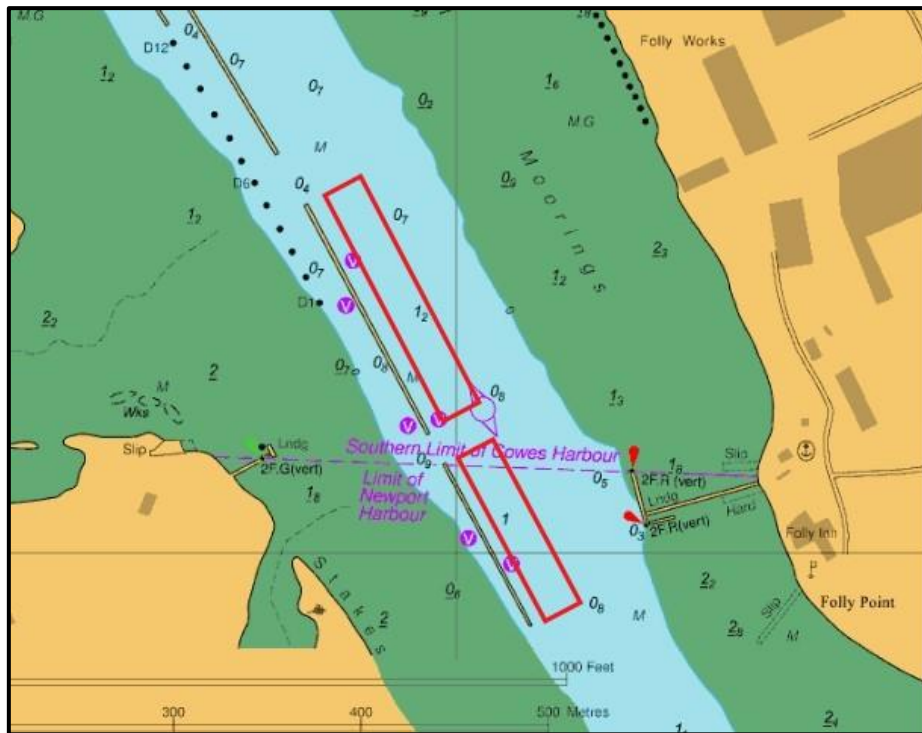 M.G
Folly Works
D12
0₄
0₇
1₂
0₇
0₂
1₆
M.G
M
Moorings
D6
0₄
0₉
1₂
0₇
2₃
0₇
1₂
D1
1₂
2₂
0₈
0₇
M
0₈
2
M
Wks
1₃
Slip
Lndg
2F.G(vert)
Southern Limit of Cowes Harbour
0₉
Limit of
Newport
Harbour
1₈
0₅
1₈
Slip
2F.R (vert)
Lndg
Hard
2F.R(vert)
0₃
Folly Inn
1
V
V
V
V
V
V
Stakes
0₆
2
0₈
M
2₂
Slip
Folly Point
2₈
M
1000 Feet
300
400
500 Metres
2₄